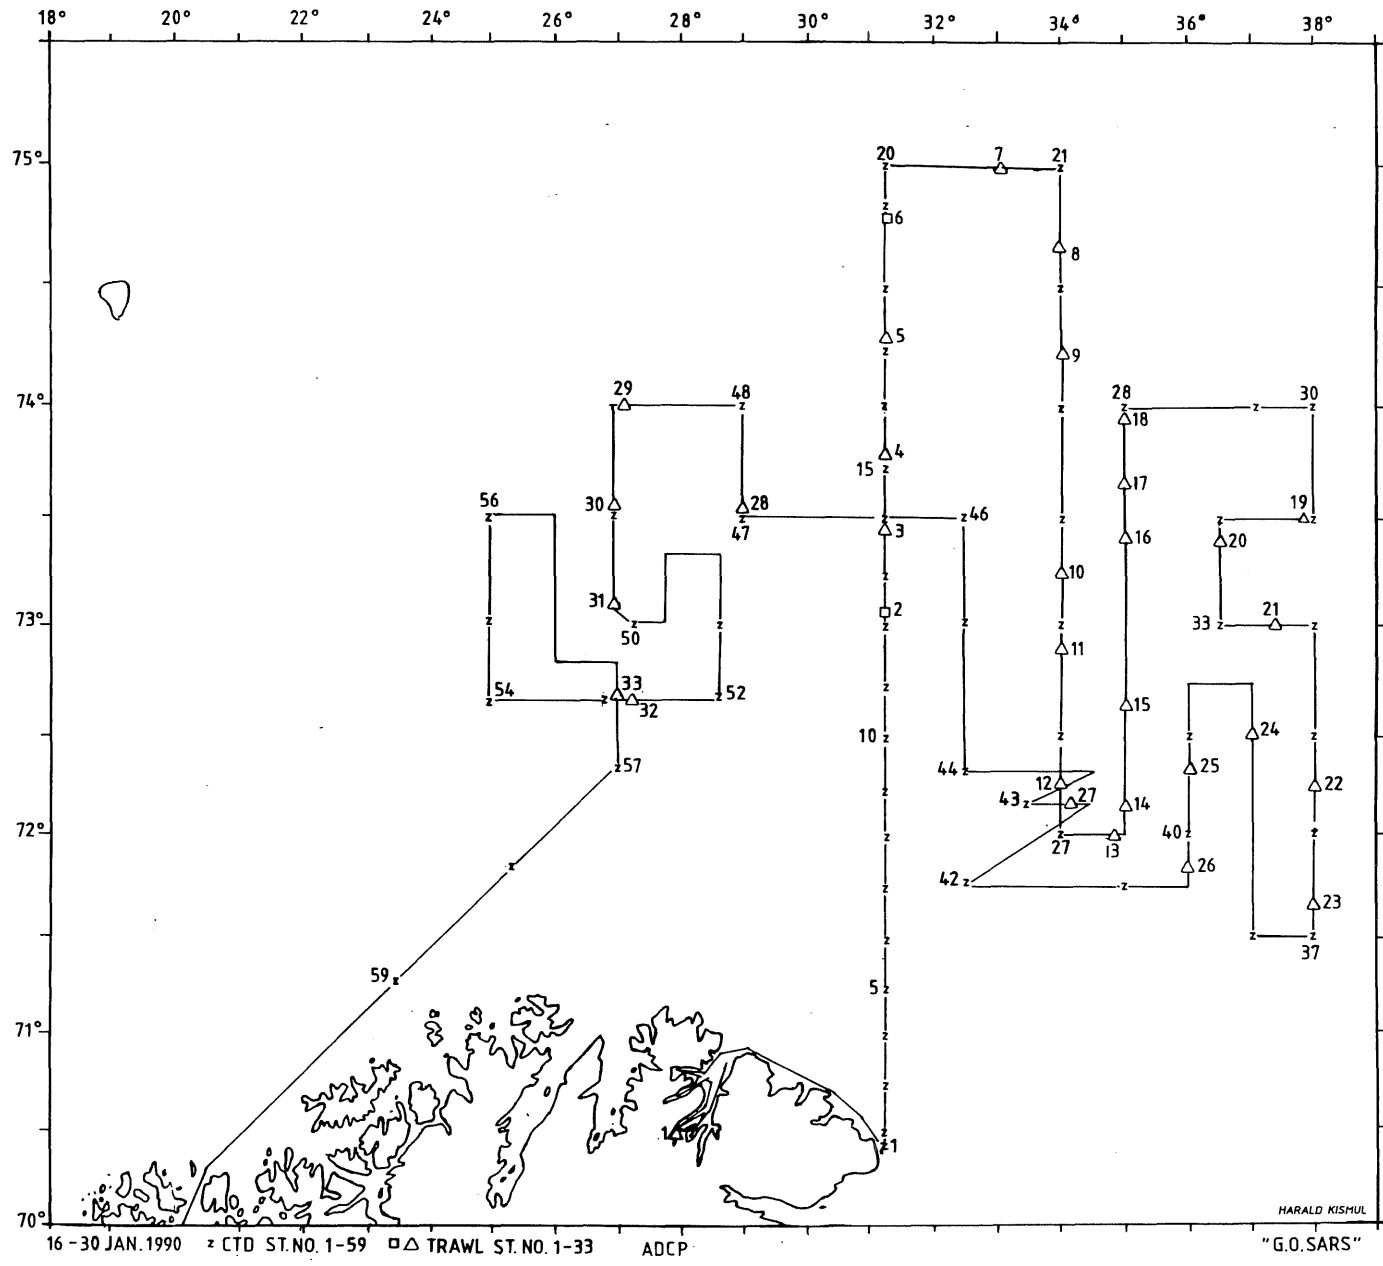 18° 20° 22° 24° 26° 28° 30° 32° 34° 36° 38°
75°
20 7 21
6
8
5
9
74°
29 48 28 30
18
4
15
17
56 30 28 46 19
47 3 16 20
10
31 2
73°
50 33 21
11
54 33 52
32 15
10 24
57 44 12 25
22
43 27 14
72°
27 13 40
42 26
23
37
59 5
71°
1 1
70°
HARALD KISMUL
16-30 JAN. 1990 z CTD ST. NO. 1-59 □△ TRAWL ST. NO. 1-33 ADCP "G.O. SARS"